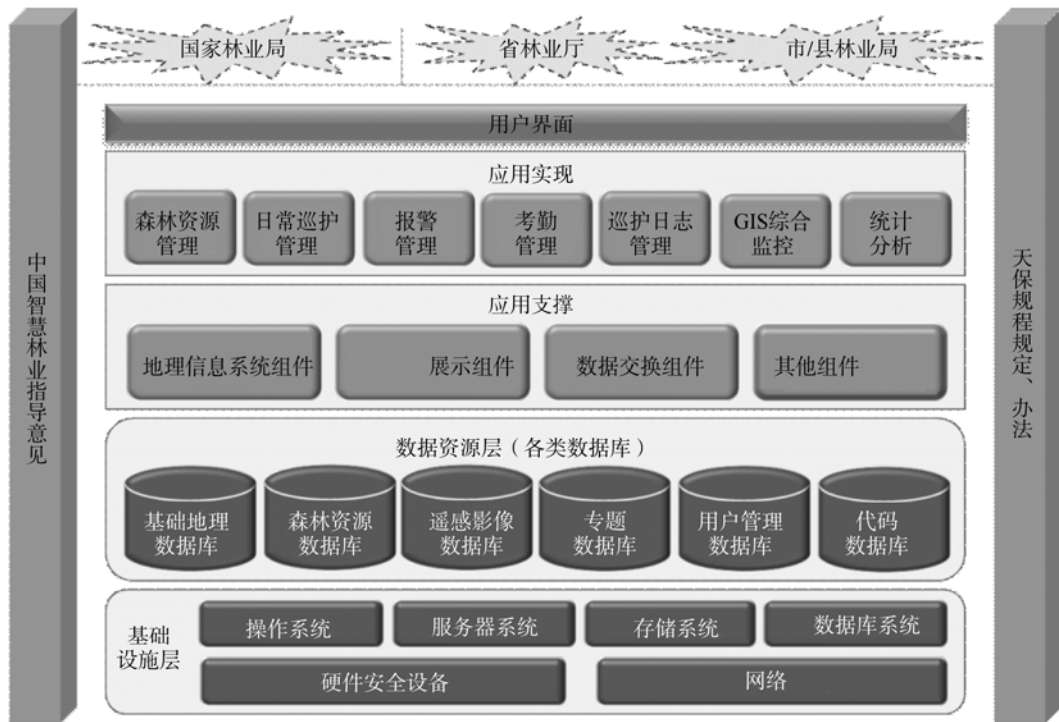 国家林业局
省林业厅
市/县林业局
中国智慧林业指导意见
用户界面
应用实现
森林资源
管理
日常巡护
管理
报警
管理
考勤
管理
巡护日志
管理
GIS综合
监控
统计
分析
应用支撑
地理信息系统组件
展示组件
数据交换组件
其他组件
数据资源层（各类数据库）
基础地理
数据库
森林资源
数据库
遥感影像
数据库
专题
数据库
用户管理
数据库
代码
数据库
基础
设施层
操作系统
服务器系统
存储系统
数据库系统
硬件安全设备
网络
天保规程规定、办法